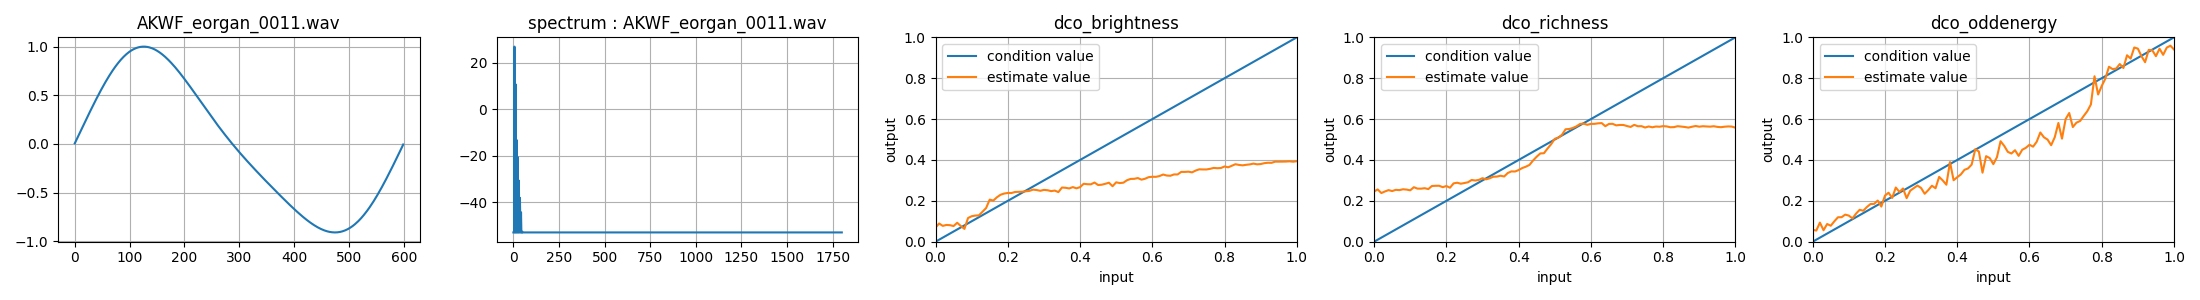 AKWF_eorgan_0011.wav
1.0
0.5
0.0
−0.5
−1.0
0 100 200 300 400 500 600
spectrum : AKWF_eorgan_0011.wav
20
0
−20
−40
0 250 500 750 1000 1250 1500 1750
dco_brightness
condition value
estimate value
output
1.0
0.8
0.6
0.4
0.2
0.0
0.0 0.2 0.4 0.6 0.8 1.0
input
dco_richness
condition value
estimate value
output
1.0
0.8
0.6
0.4
0.2
0.0
0.0 0.2 0.4 0.6 0.8 1.0
input
dco_oddenergy
condition value
estimate value
output
1.0
0.8
0.6
0.4
0.2
0.0
0.0 0.2 0.4 0.6 0.8 1.0
input